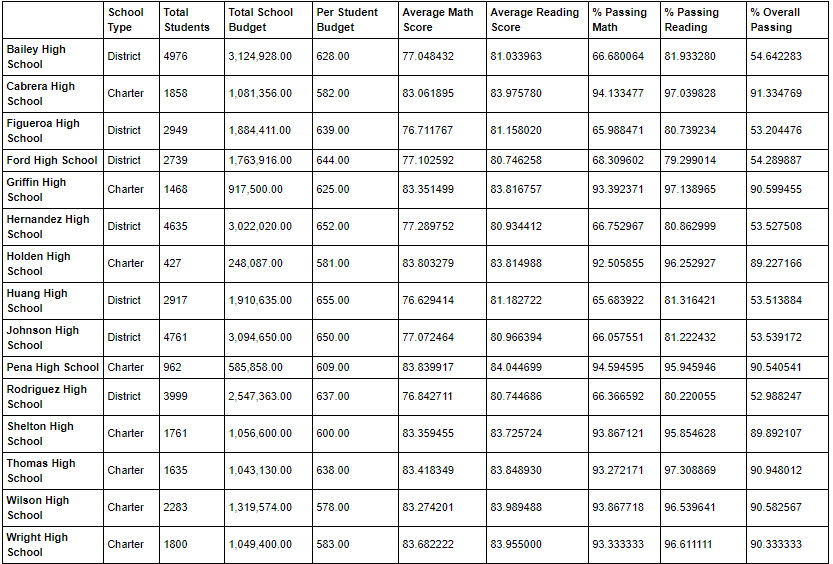 School Type Total Students Total School Budget Per Student Budget Average Math Score Average Reading Score % Passing Math % Passing Reading % Overall Passing
Bailey High School District 4976 3,124,928.00 628.00 77.048432 81.033963 66.680064 81.933280 54.642283
Cabrera High School Charter 1858 1,081,356.00 582.00 83.061895 83.975780 94.133477 97.039828 91.334769
Figueroa High School District 2949 1,884,411.00 639.00 76.711767 81.158020 65.988471 80.739234 53.204476
Ford High School District 2739 1,763,916.00 644.00 77.102592 80.746258 68.309602 79.299014 54.289887
Griffin High School Charter 1468 917,500.00 625.00 83.351499 83.816757 93.392371 97.138965 90.599455
Hernandez High School District 4635 3,022,020.00 652.00 77.289752 80.934412 66.752967 80.862999 53.527508
Holden High School Charter 427 248,087.00 581.00 83.803279 83.814988 92.505855 96.252927 89.227166
Huang High School District 2917 1,910,635.00 655.00 76.629414 81.182722 65.683922 81.316421 53.513884
Johnson High School District 4761 3,094,650.00 650.00 77.072464 80.966394 66.057551 81.222432 53.539172
Pena High School Charter 962 585,858.00 609.00 83.839917 84.044699 94.594595 95.945946 90.540541
Rodriguez High School District 3999 2,547,363.00 637.00 76.842711 80.744686 66.366592 80.220055 52.988247
Shelton High School Charter 1761 1,056,600.00 600.00 83.359455 83.725724 93.867121 95.854628 89.892107
Thomas High School Charter 1635 1,043,130.00 638.00 83.418349 83.848930 93.272171 97.308869 90.948012
Wilson High School Charter 2283 1,319,574.00 578.00 83.274201 83.989488 93.867718 96.539641 90.582567
Wright High School Charter 1800 1,049,400.00 583.00 83.682222 83.955000 93.333333 96.611111 90.333333